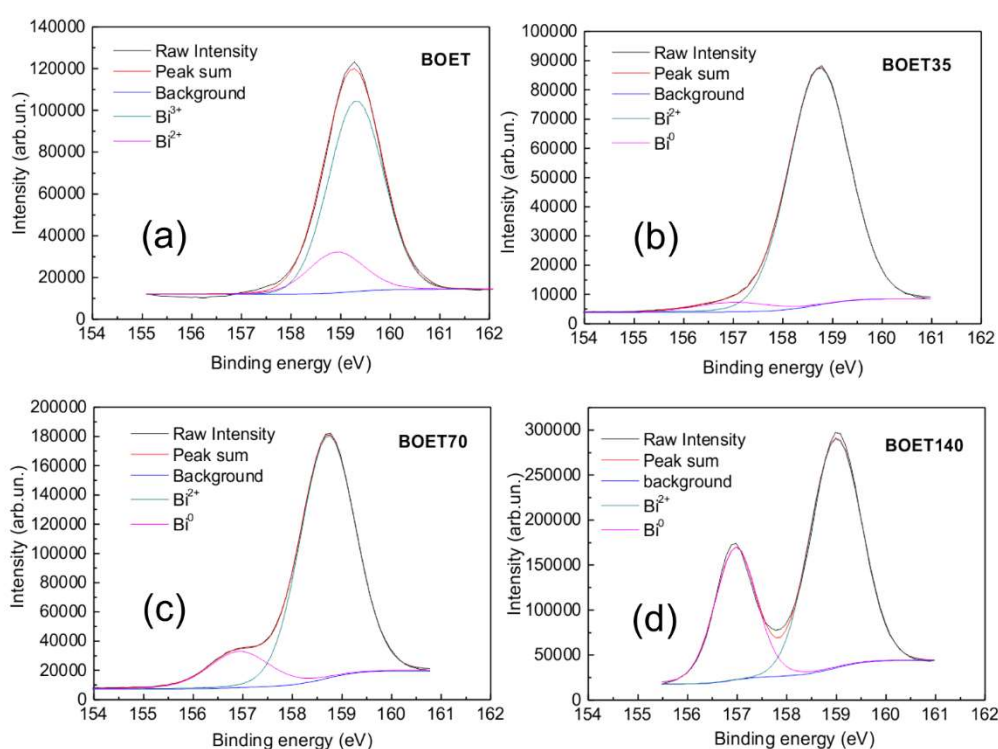 140000
120000
100000
80000
60000
40000
20000
0
Intensity (arb.un.)
Raw Intensity
Peak sum
Background
Bi³⁺
Bi²⁺
BOET
(a)
154 155 156 157 158 159 160 161 162
Binding energy (eV)
100000
90000
80000
70000
60000
50000
40000
30000
20000
10000
0
Intensity (arb.un.)
Raw Intensity
Peak sum
Background
Bi²⁺
Bi⁰
BOET35
(b)
154 155 156 157 158 159 160 161 162
Binding energy (eV)
200000
180000
160000
140000
120000
100000
80000
60000
40000
20000
0
Intensity (arb.un.)
Raw Intensity
Peak sum
Background
Bi²⁺
Bi⁰
BOET70
(c)
154 155 156 157 158 159 160 161 162
Binding energy (eV)
300000
250000
200000
150000
100000
50000
0
Intensity (arb.un.)
Raw Intensity
Peak sum
background
Bi²⁺
Bi⁰
BOET140
(d)
154 155 156 157 158 159 160 161 162
Binding energy (eV)